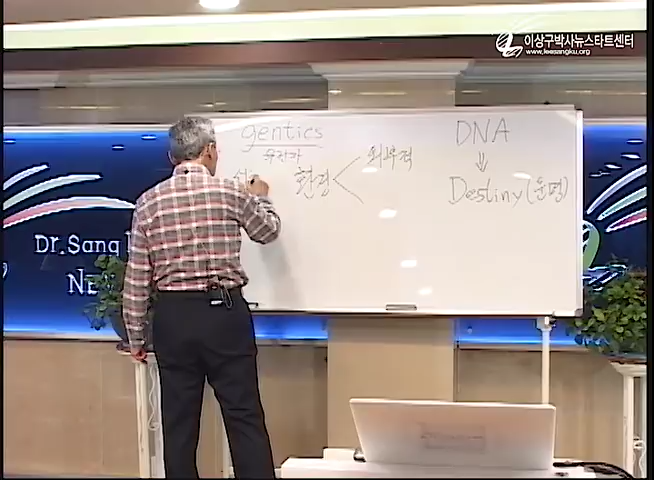 이상구박사뉴스타트센터
www.leesangku.org
gentics
유전자
환경
외부적
DNA
⇓
Destiny (운명)
Dr.Sang
NE